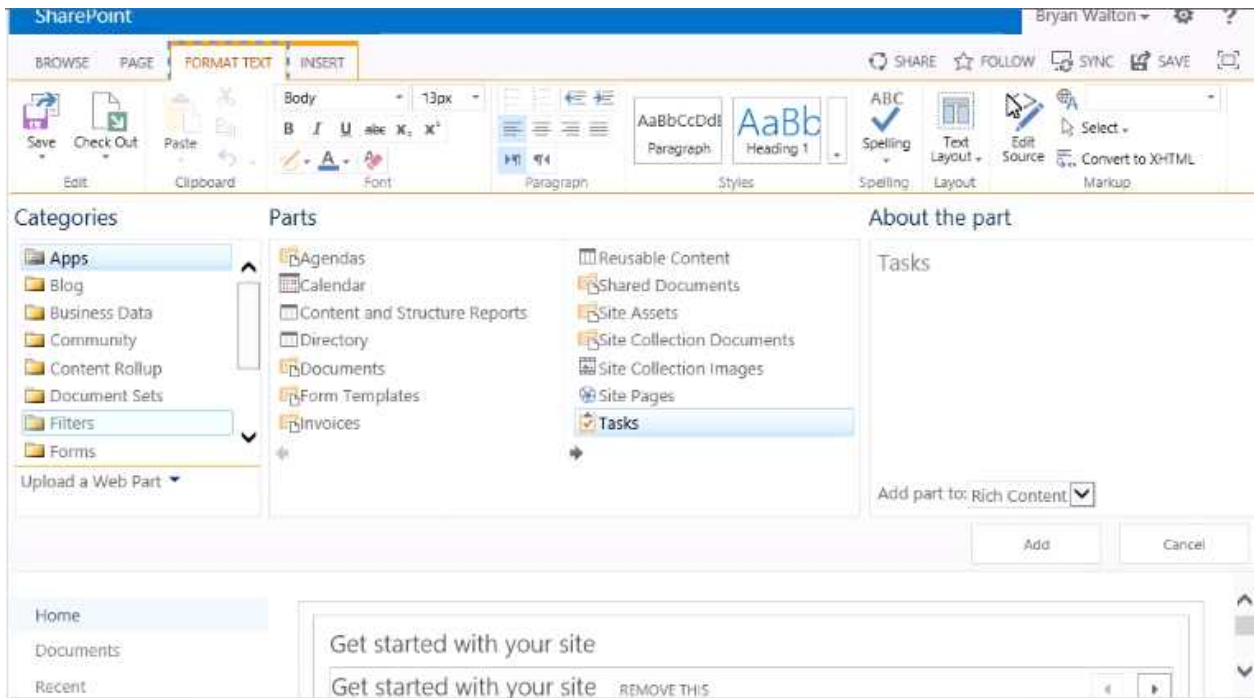 SharePoint Bryan Walton ?
BROWSE PAGE FORMAT TEXT INSERT SHARE FOLLOW SYNC SAVE
Body 13px
B I U abc X₂ X²
A
AaBbCcDdE
Paragraph
AaBb
Heading 1
ABC
Save Check Out Paste Spelling Text Layout Edit Source Select Convert to XHTML
Edit Clipboard Font Paragraph Styles Spelling Layout Markup
Categories Parts About the part
Apps Agendas Reusable Content Tasks
Blog Calendar Shared Documents
Business Data Content and Structure Reports Site Assets
Community Directory Site Collection Documents
Content Rollup Documents Site Collection Images
Document Sets Form Templates Site Pages
Filters Invoices Tasks
Forms
Upload a Web Part Add part to: Rich Content
Add Cancel
Home
Documents
Recent
Get started with your site
Get started with your site REMOVE THIS